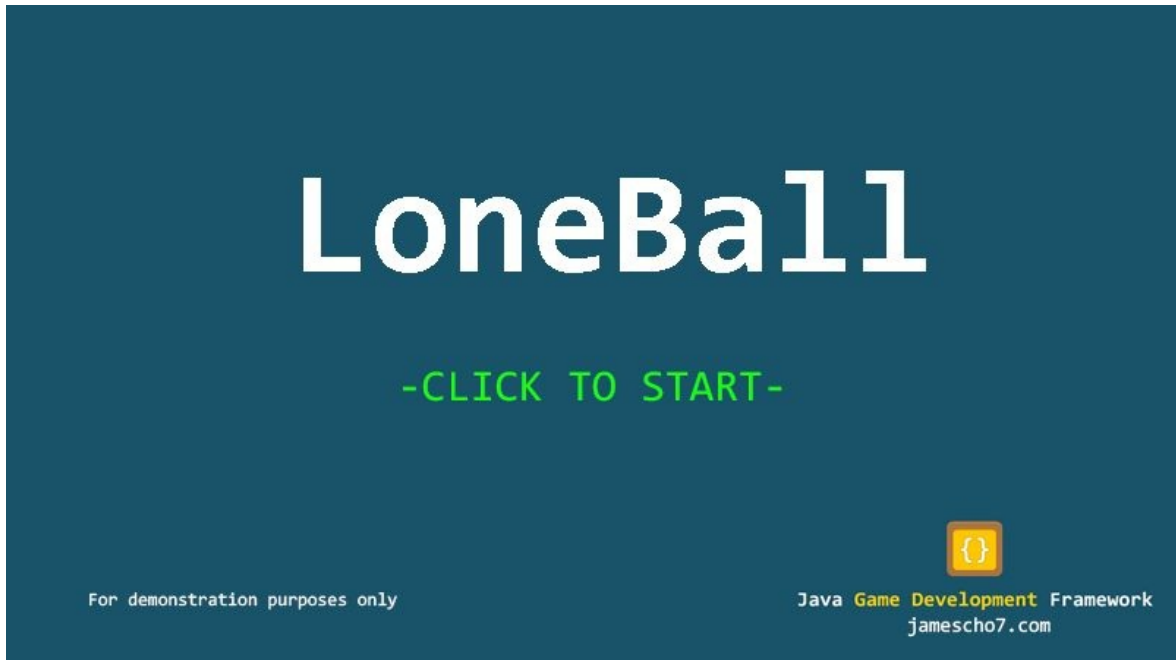 LoneBall
-CLICK TO START-
{}
For demonstration purposes only
Java Game Development Framework
jamescho7.com